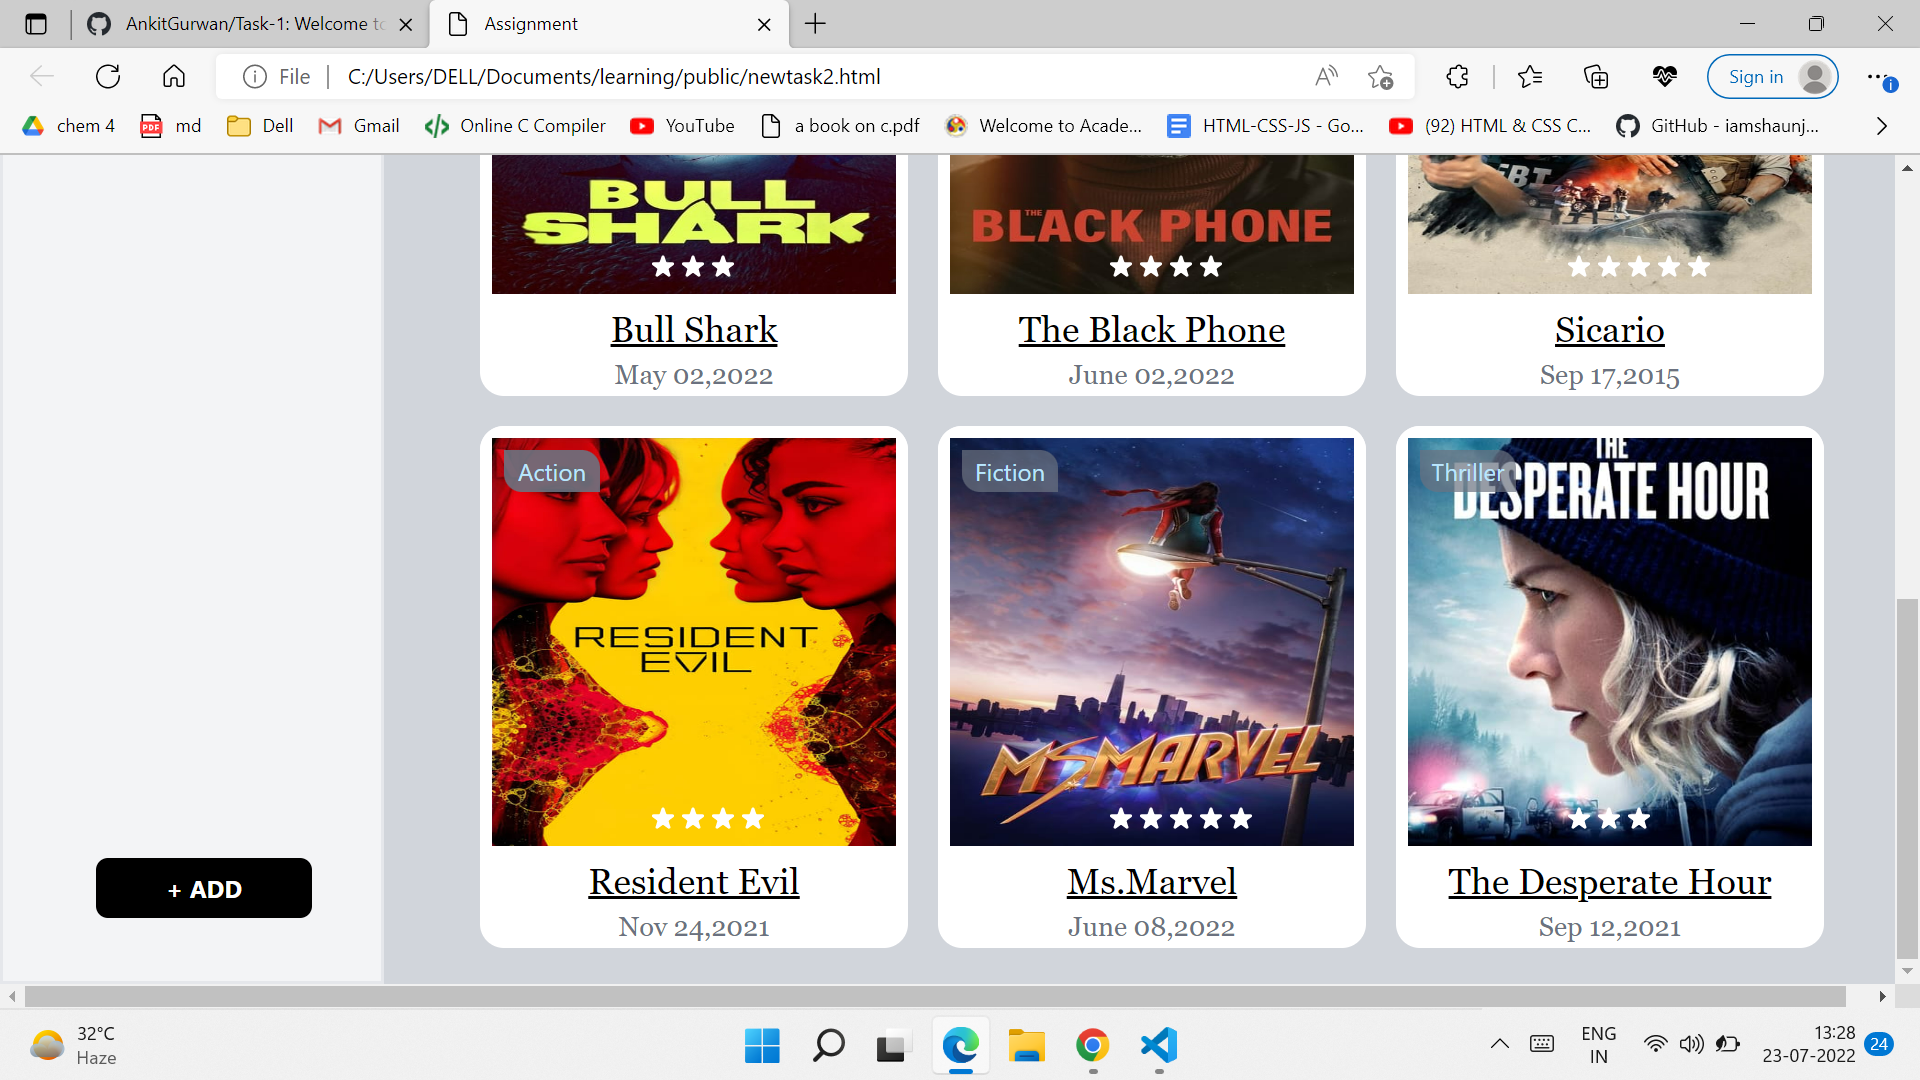 AnkitGurwan/Task-1: Welcome to
Assignment
File
C:/Users/DELL/Documents/learning/public/newtask2.html
Sign in
chem 4
md
Dell
Gmail
Online C Compiler
YouTube
a book on c.pdf
Welcome to Acade...
HTML-CSS-JS - Go...
(92) HTML & CSS C...
GitHub - iamshaunj...
BULL
SHARK
THE
BLACK PHONE
EBT
Bull Shark
The Black Phone
Sicario
May 02,2022
June 02,2022
Sep 17,2015
Action
Fiction
Thriller
THE
DESPERATE HOUR
RESIDENT
EVIL
MS MARVEL
+ ADD
Resident Evil
Ms.Marvel
The Desperate Hour
Nov 24,2021
June 08,2022
Sep 12,2021
32°C
Haze
ENG
IN
13:28
23-07-2022
24